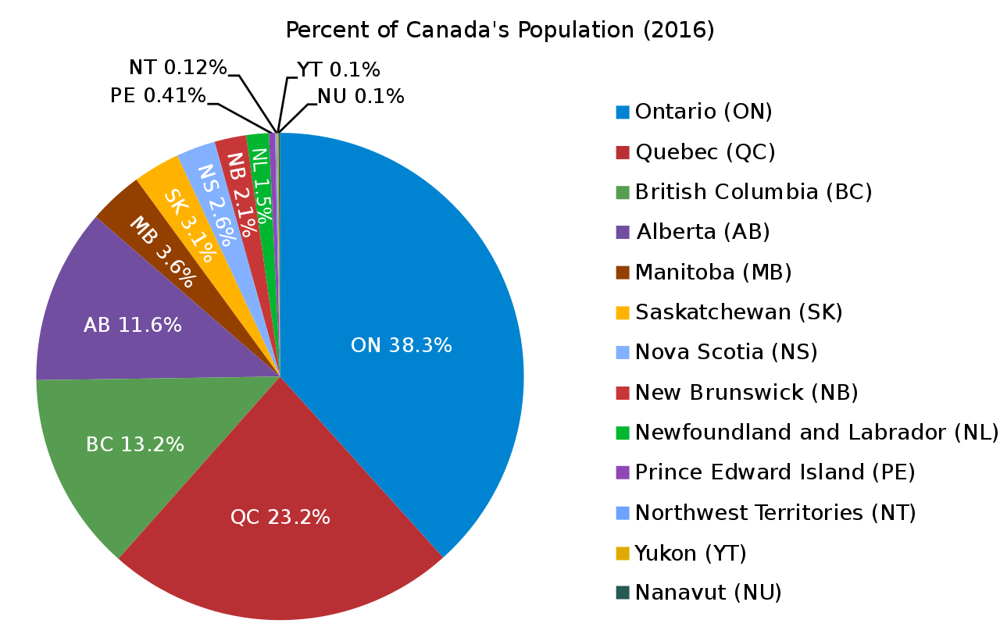 Percent of Canada's Population (2016)
NT 0.12%
YT 0.1%
PE 0.41%
NU 0.1%
ON 38.3%
QC 23.2%
BC 13.2%
AB 11.6%
MB 3.6%
SK 3.1%
NS 2.6%
NB 2.1%
NL 1.5%
Ontario (ON)
Quebec (QC)
British Columbia (BC)
Alberta (AB)
Manitoba (MB)
Saskatchewan (SK)
Nova Scotia (NS)
New Brunswick (NB)
Newfoundland and Labrador (NL)
Prince Edward Island (PE)
Northwest Territories (NT)
Yukon (YT)
Nanavut (NU)